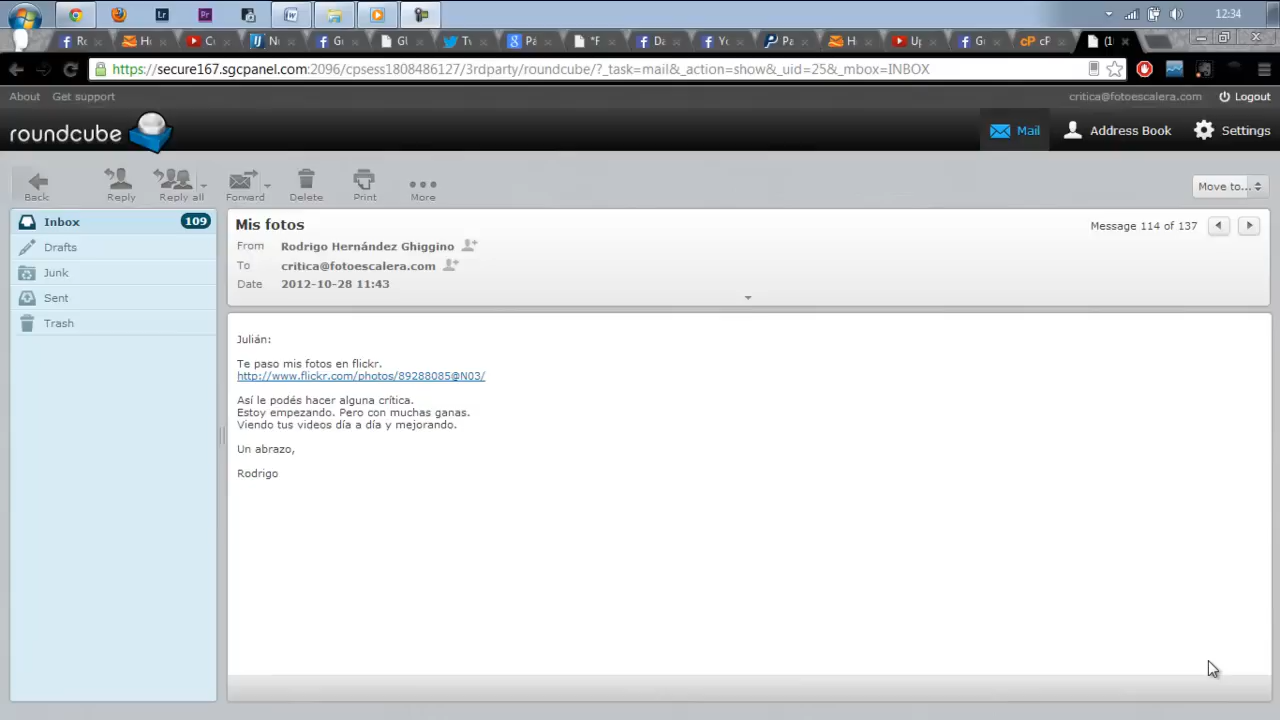 12:34
https://secure167.sgcpanel.com:2096/cpsess1808486127/3rdparty/roundcube/?_task=mail&_action=show&_uid=25&_mbox=INBOX
About Get support
critica@fotoescalera.com Logout
roundcube
Mail Address Book Settings
Back Reply Reply all Forward Delete Print More
Move to...
Inbox 109
Drafts
Junk
Sent
Trash
Mis fotos
Message 114 of 137
From Rodrigo Hernández Ghiggino
To critica@fotoescalera.com
Date 2012-10-28 11:43
Julián:
Te paso mis fotos en flickr.
http://www.flickr.com/photos/89288085@N03/
Así le podés hacer alguna crítica.
Estoy empezando. Pero con muchas ganas.
Viendo tus videos día a día y mejorando.
Un abrazo,
Rodrigo